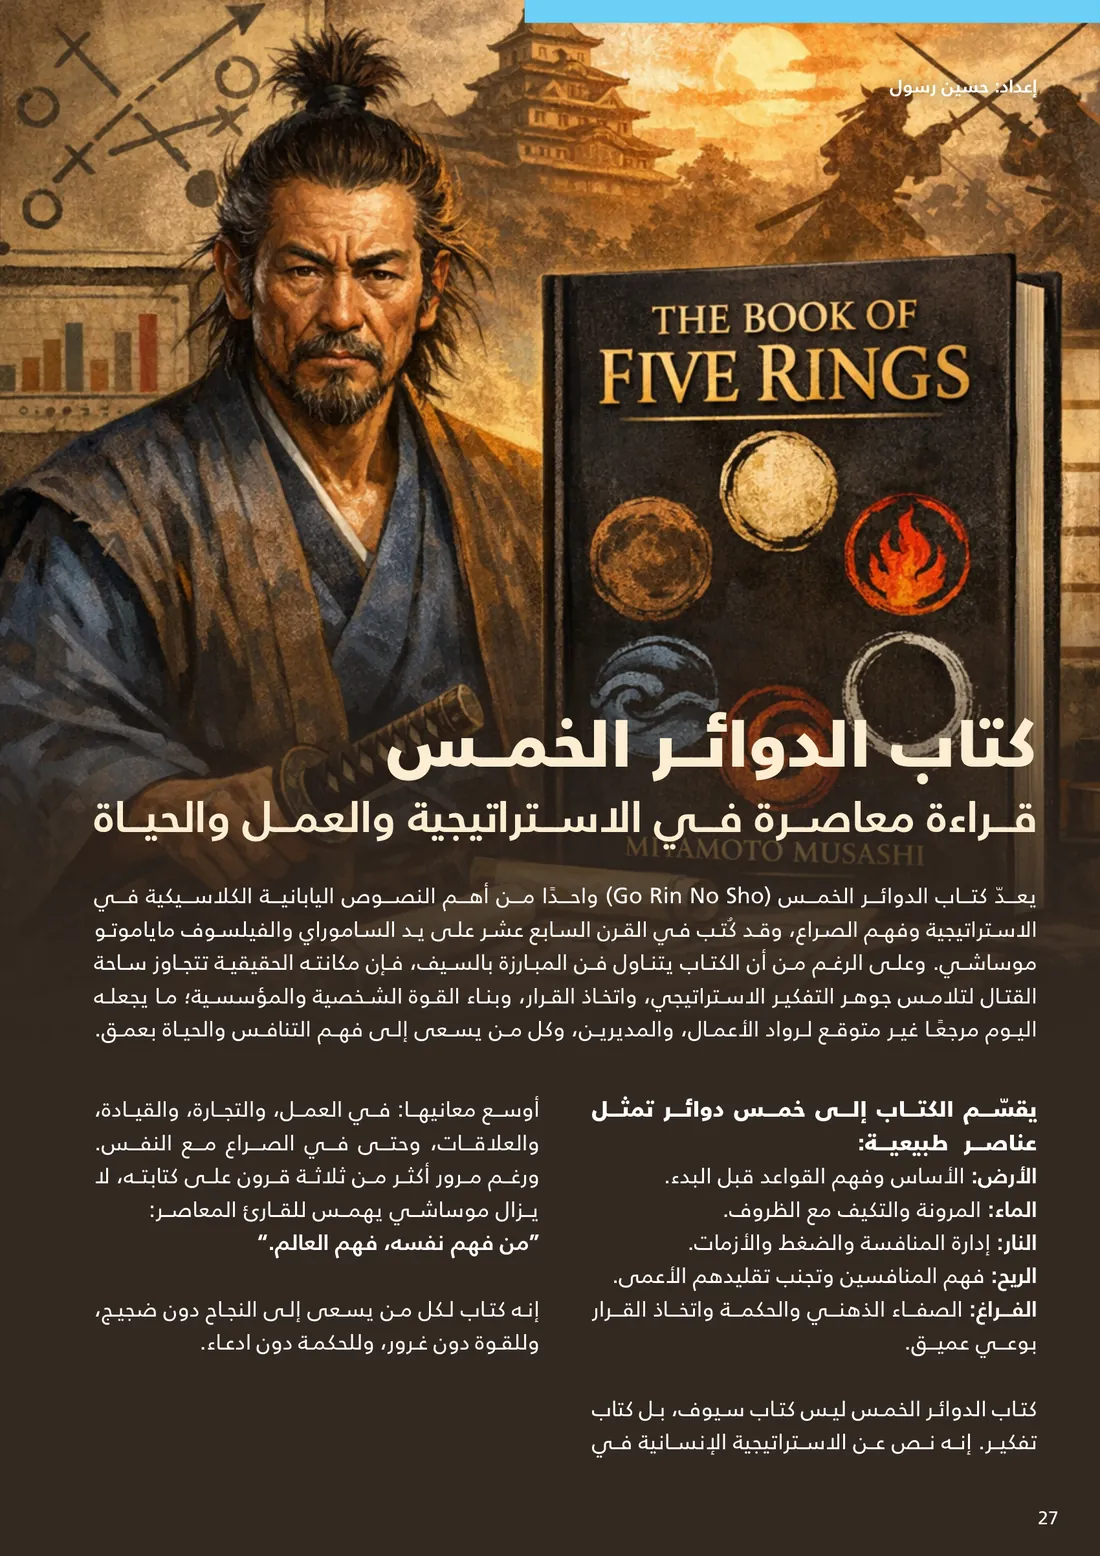 إعداد: حسين رسول
THE BOOK OF
FIVE RINGS
كتاب الدوائر الخمس
قراءة معاصرة في الاستراتيجية والعمل والحياة
MIYAMOTO MUSASHI
يعدّ كتاب الدوائر الخمس (Go Rin No Sho) واحدًا من أهم النصوص اليابانية الكلاسيكية في
الاستراتيجية وفهم الصراع، وقد كُتب في القرن السابع عشر على يد الساموراي والفيلسوف ماياموتو
موساشي. وعلى الرغم من أن الكتاب يتناول فن المبارزة بالسيف، فإن مكانته الحقيقية تتجاوز ساحة
القتال لتلامس جوهر التفكير الاستراتيجي، واتخاذ القرار، وبناء القوة الشخصية والمؤسسية؛ ما يجعله
اليوم مرجعًا غير متوقع لرواد الأعمال، والمديرين، وكل من يسعى إلى فهم التنافس والحياة بعمق.
يقسّم الكتاب إلى خمس دوائر تمثل
عناصر طبيعية:
الأرض: الأساس وفهم القواعد قبل البدء.
الماء: المرونة والتكيف مع الظروف.
النار: إدارة المنافسة والضغط والأزمات.
الريح: فهم المنافسين وتجنب تقليدهم الأعمى.
الفراغ: الصفاء الذهني والحكمة واتخاذ القرار
بوعي عميق.
كتاب الدوائر الخمس ليس كتاب سيوف، بل كتاب
تفكير. إنه نص عن الاستراتيجية الإنسانية في
أوسع معانيها: في العمل، والتجارة، والقيادة،
والعلاقات، وحتى في الصراع مع النفس.
ورغم مرور أكثر من ثلاثة قرون على كتابته، لا
يزال موساشي يهمس للقارئ المعاصر:
”من فهم نفسه، فهم العالم.“
إنه كتاب لكل من يسعى إلى النجاح دون ضجيج،
وللقوة دون غرور، وللحكمة دون ادعاء.
27